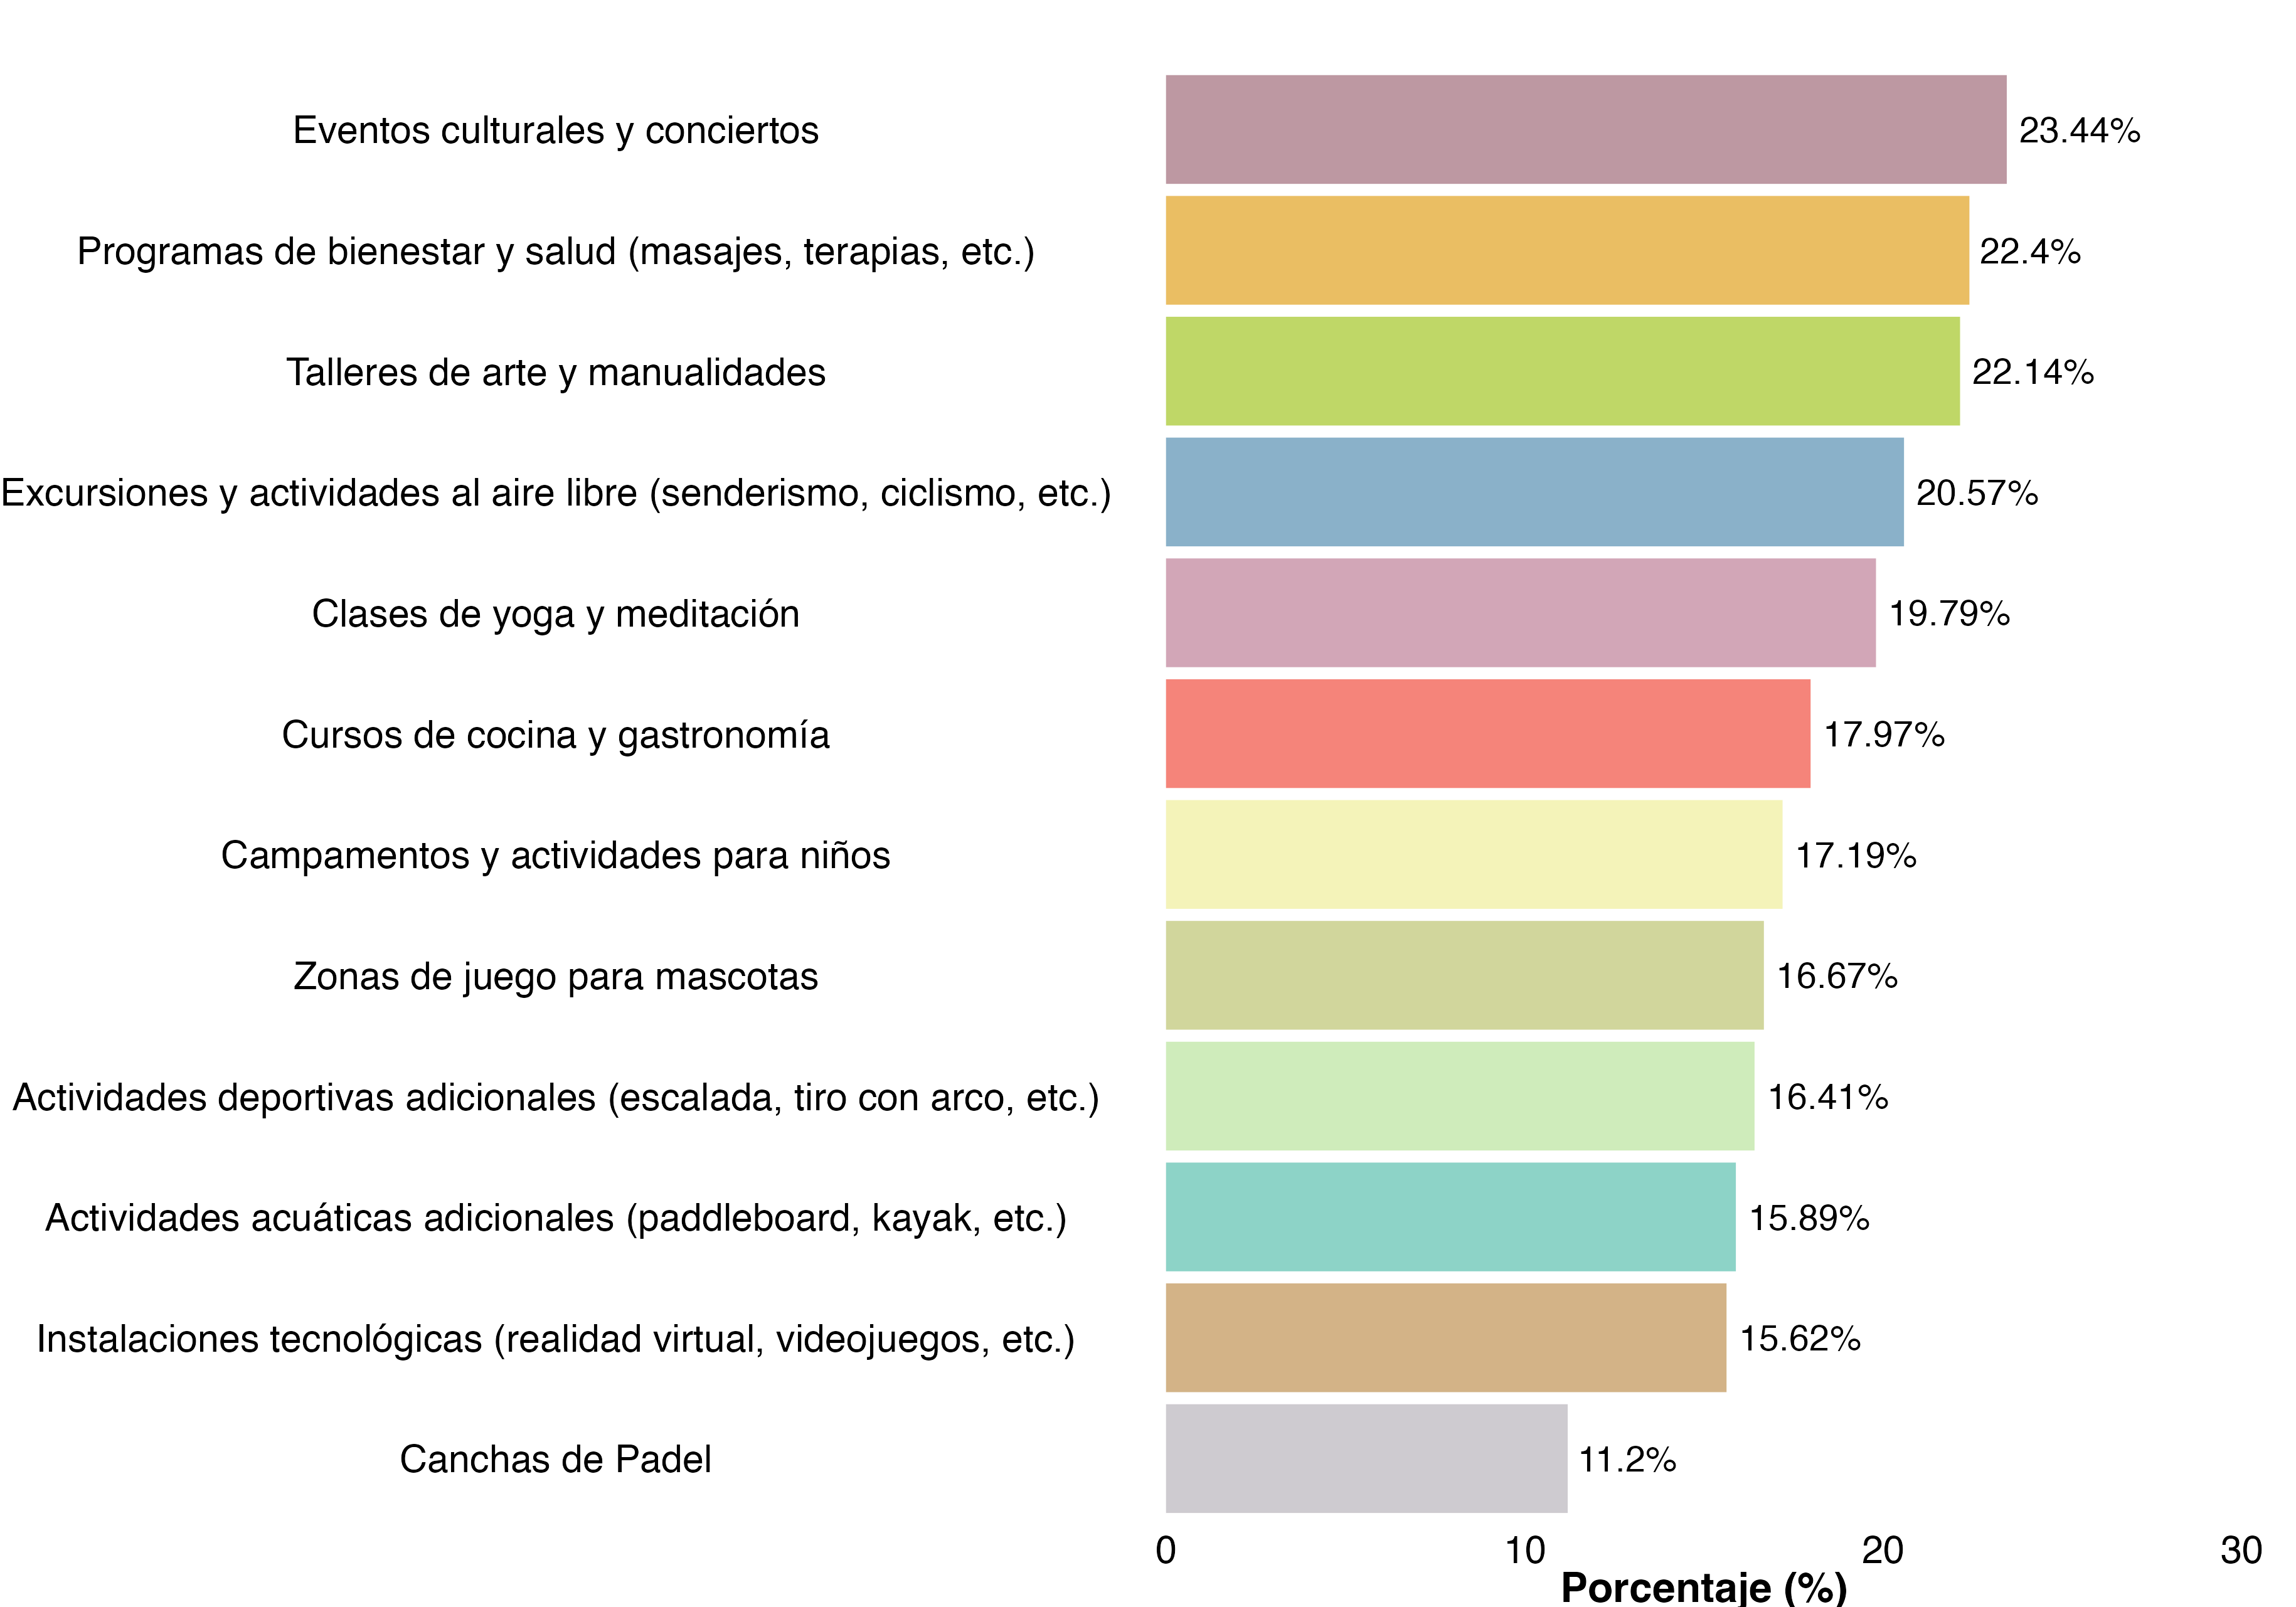 Eventos culturales y conciertos 23.44%
Programas de bienestar y salud (masajes, terapias, etc.) 22.4%
Talleres de arte y manualidades 22.14%
Excursiones y actividades al aire libre (senderismo, ciclismo, etc.) 20.57%
Clases de yoga y meditación 19.79%
Cursos de cocina y gastronomía 17.97%
Campamentos y actividades para niños 17.19%
Zonas de juego para mascotas 16.67%
Actividades deportivas adicionales (escalada, tiro con arco, etc.) 16.41%
Actividades acuáticas adicionales (paddleboard, kayak, etc.) 15.89%
Instalaciones tecnológicas (realidad virtual, videojuegos, etc.) 15.62%
Canchas de Padel 11.2%
0 10 20 30
Porcentaje (%)